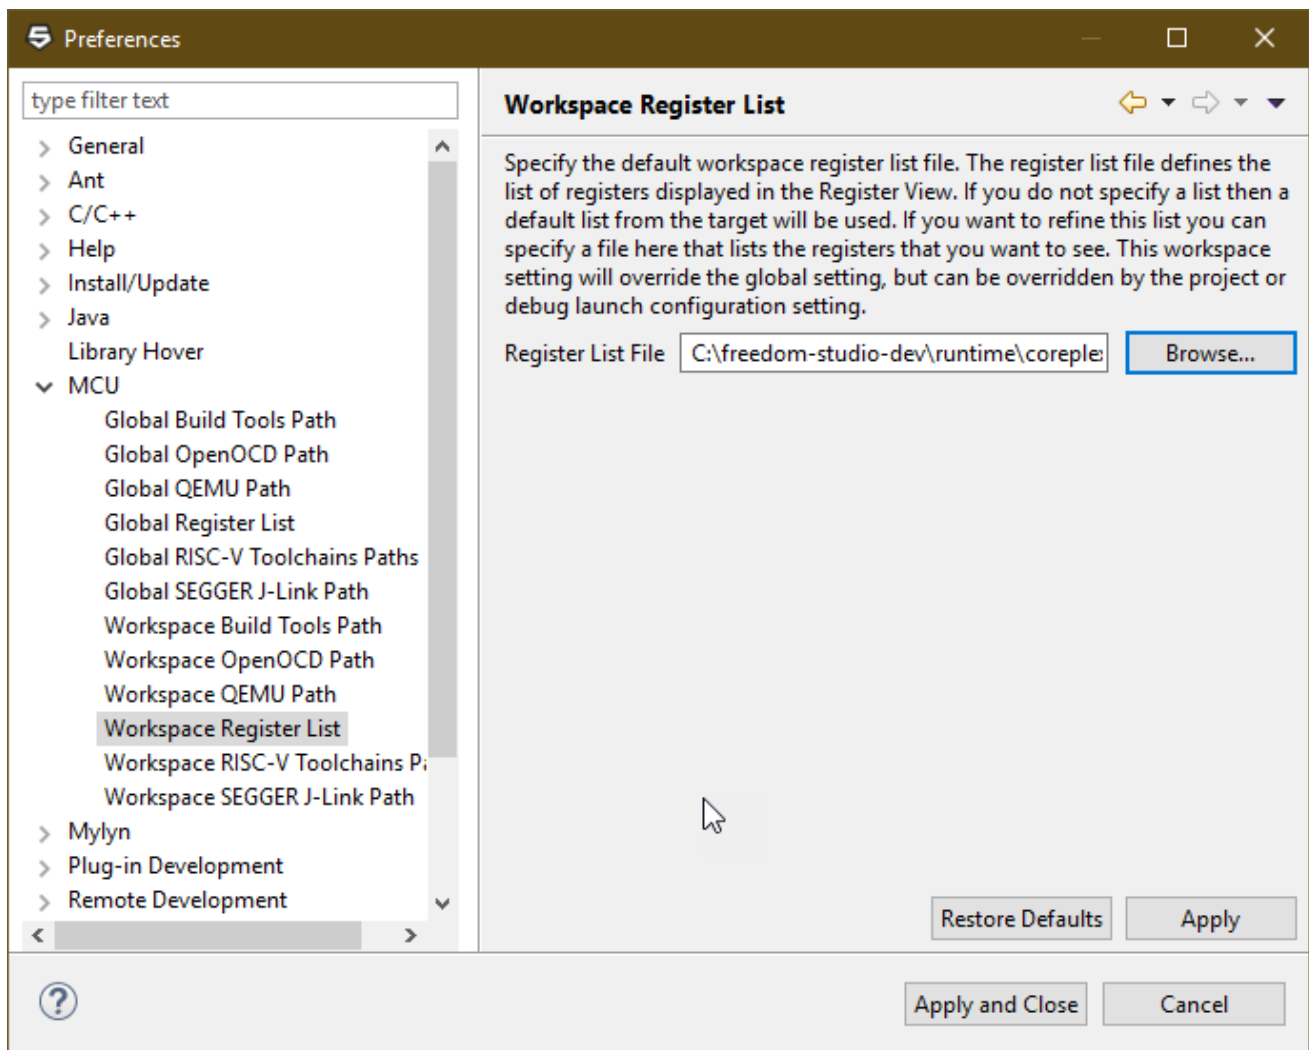 Preferences
type filter text
General
Ant
C/C++
Help
Install/Update
Java
Library Hover
MCU
Global Build Tools Path
Global OpenOCD Path
Global QEMU Path
Global Register List
Global RISC-V Toolchains Paths
Global SEGGER J-Link Path
Workspace Build Tools Path
Workspace OpenOCD Path
Workspace QEMU Path
Workspace Register List
Workspace RISC-V Toolchains
Workspace SEGGER J-Link Path
Mylyn
Plug-in Development
Remote Development
Workspace Register List
Specify the default workspace register list file. The register list file defines the
list of registers displayed in the Register View. If you do not specify a list then a
default list from the target will be used. If you want to refine this list you can
specify a file here that lists the registers that you want to see. This workspace
setting will override the global setting, but can be overridden by the project or
debug launch configuration setting.
Register List File C:\freedom-studio-dev\runtime\coreple Browse...
Restore Defaults Apply
? Apply and Close Cancel